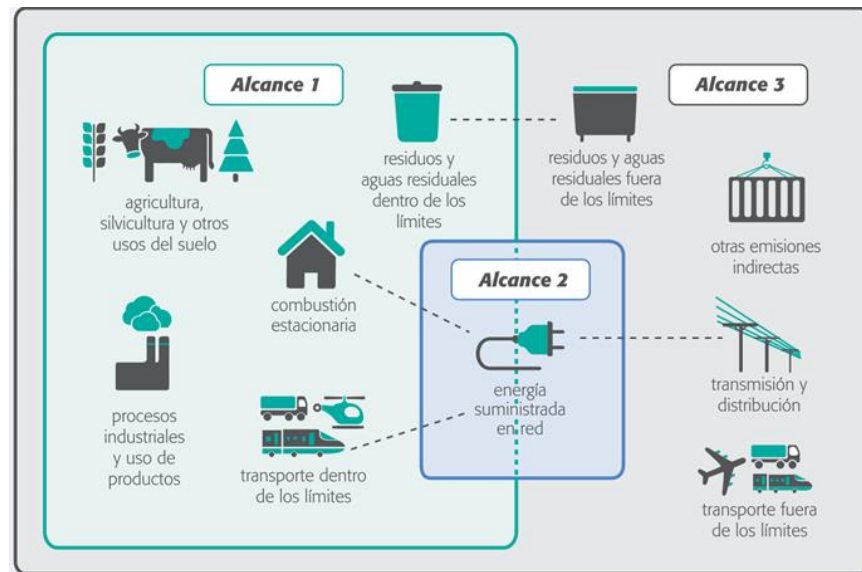 Alcance 1
agricultura,
silvicultura y otros
usos del suelo
residuos y
aguas residuales
dentro de los
límites
combustión
estacionaria
procesos
industriales
y uso de
productos
transporte dentro
de los límites
Alcance 2
energía
suministrada
en red
Alcance 3
residuos y aguas
residuales fuera
de los límites
otras emisiones
indirectas
transmisión y
distribución
transporte fuera
de los límites